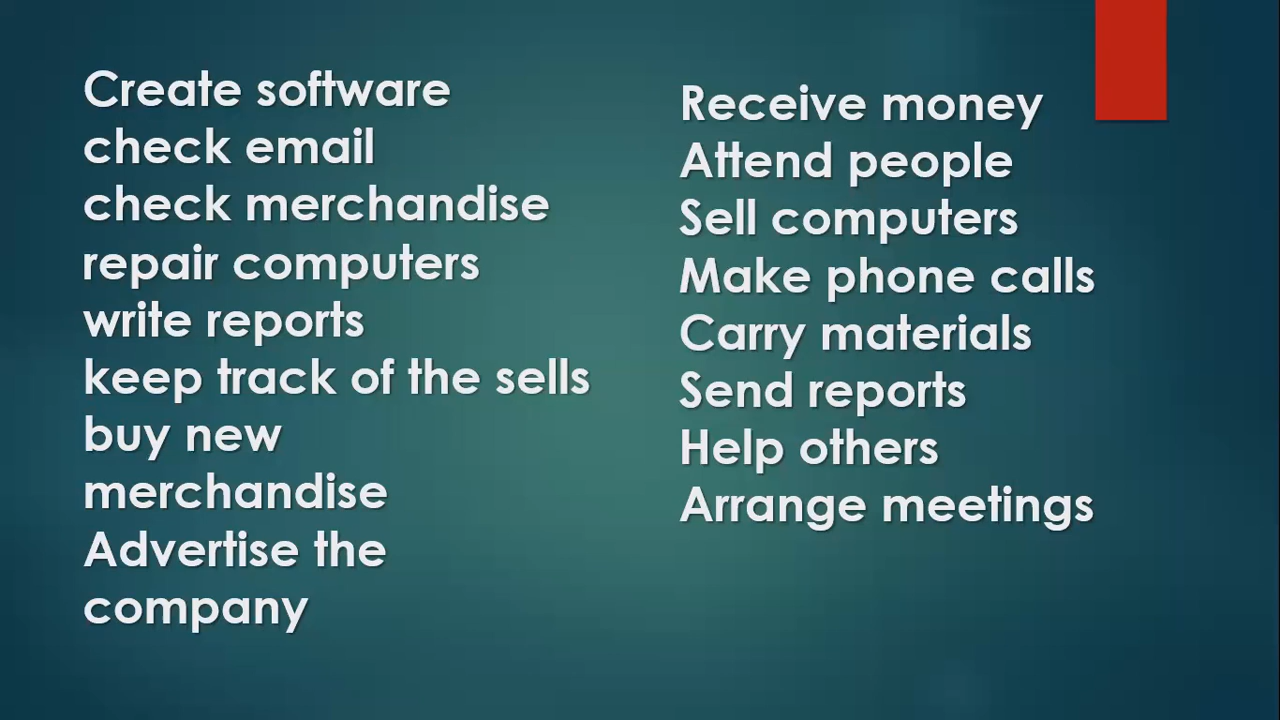 Create software
check email
check merchandise
repair computers
write reports
keep track of the sells
buy new
merchandise
Advertise the
company
Receive money
Attend people
Sell computers
Make phone calls
Carry materials
Send reports
Help others
Arrange meetings